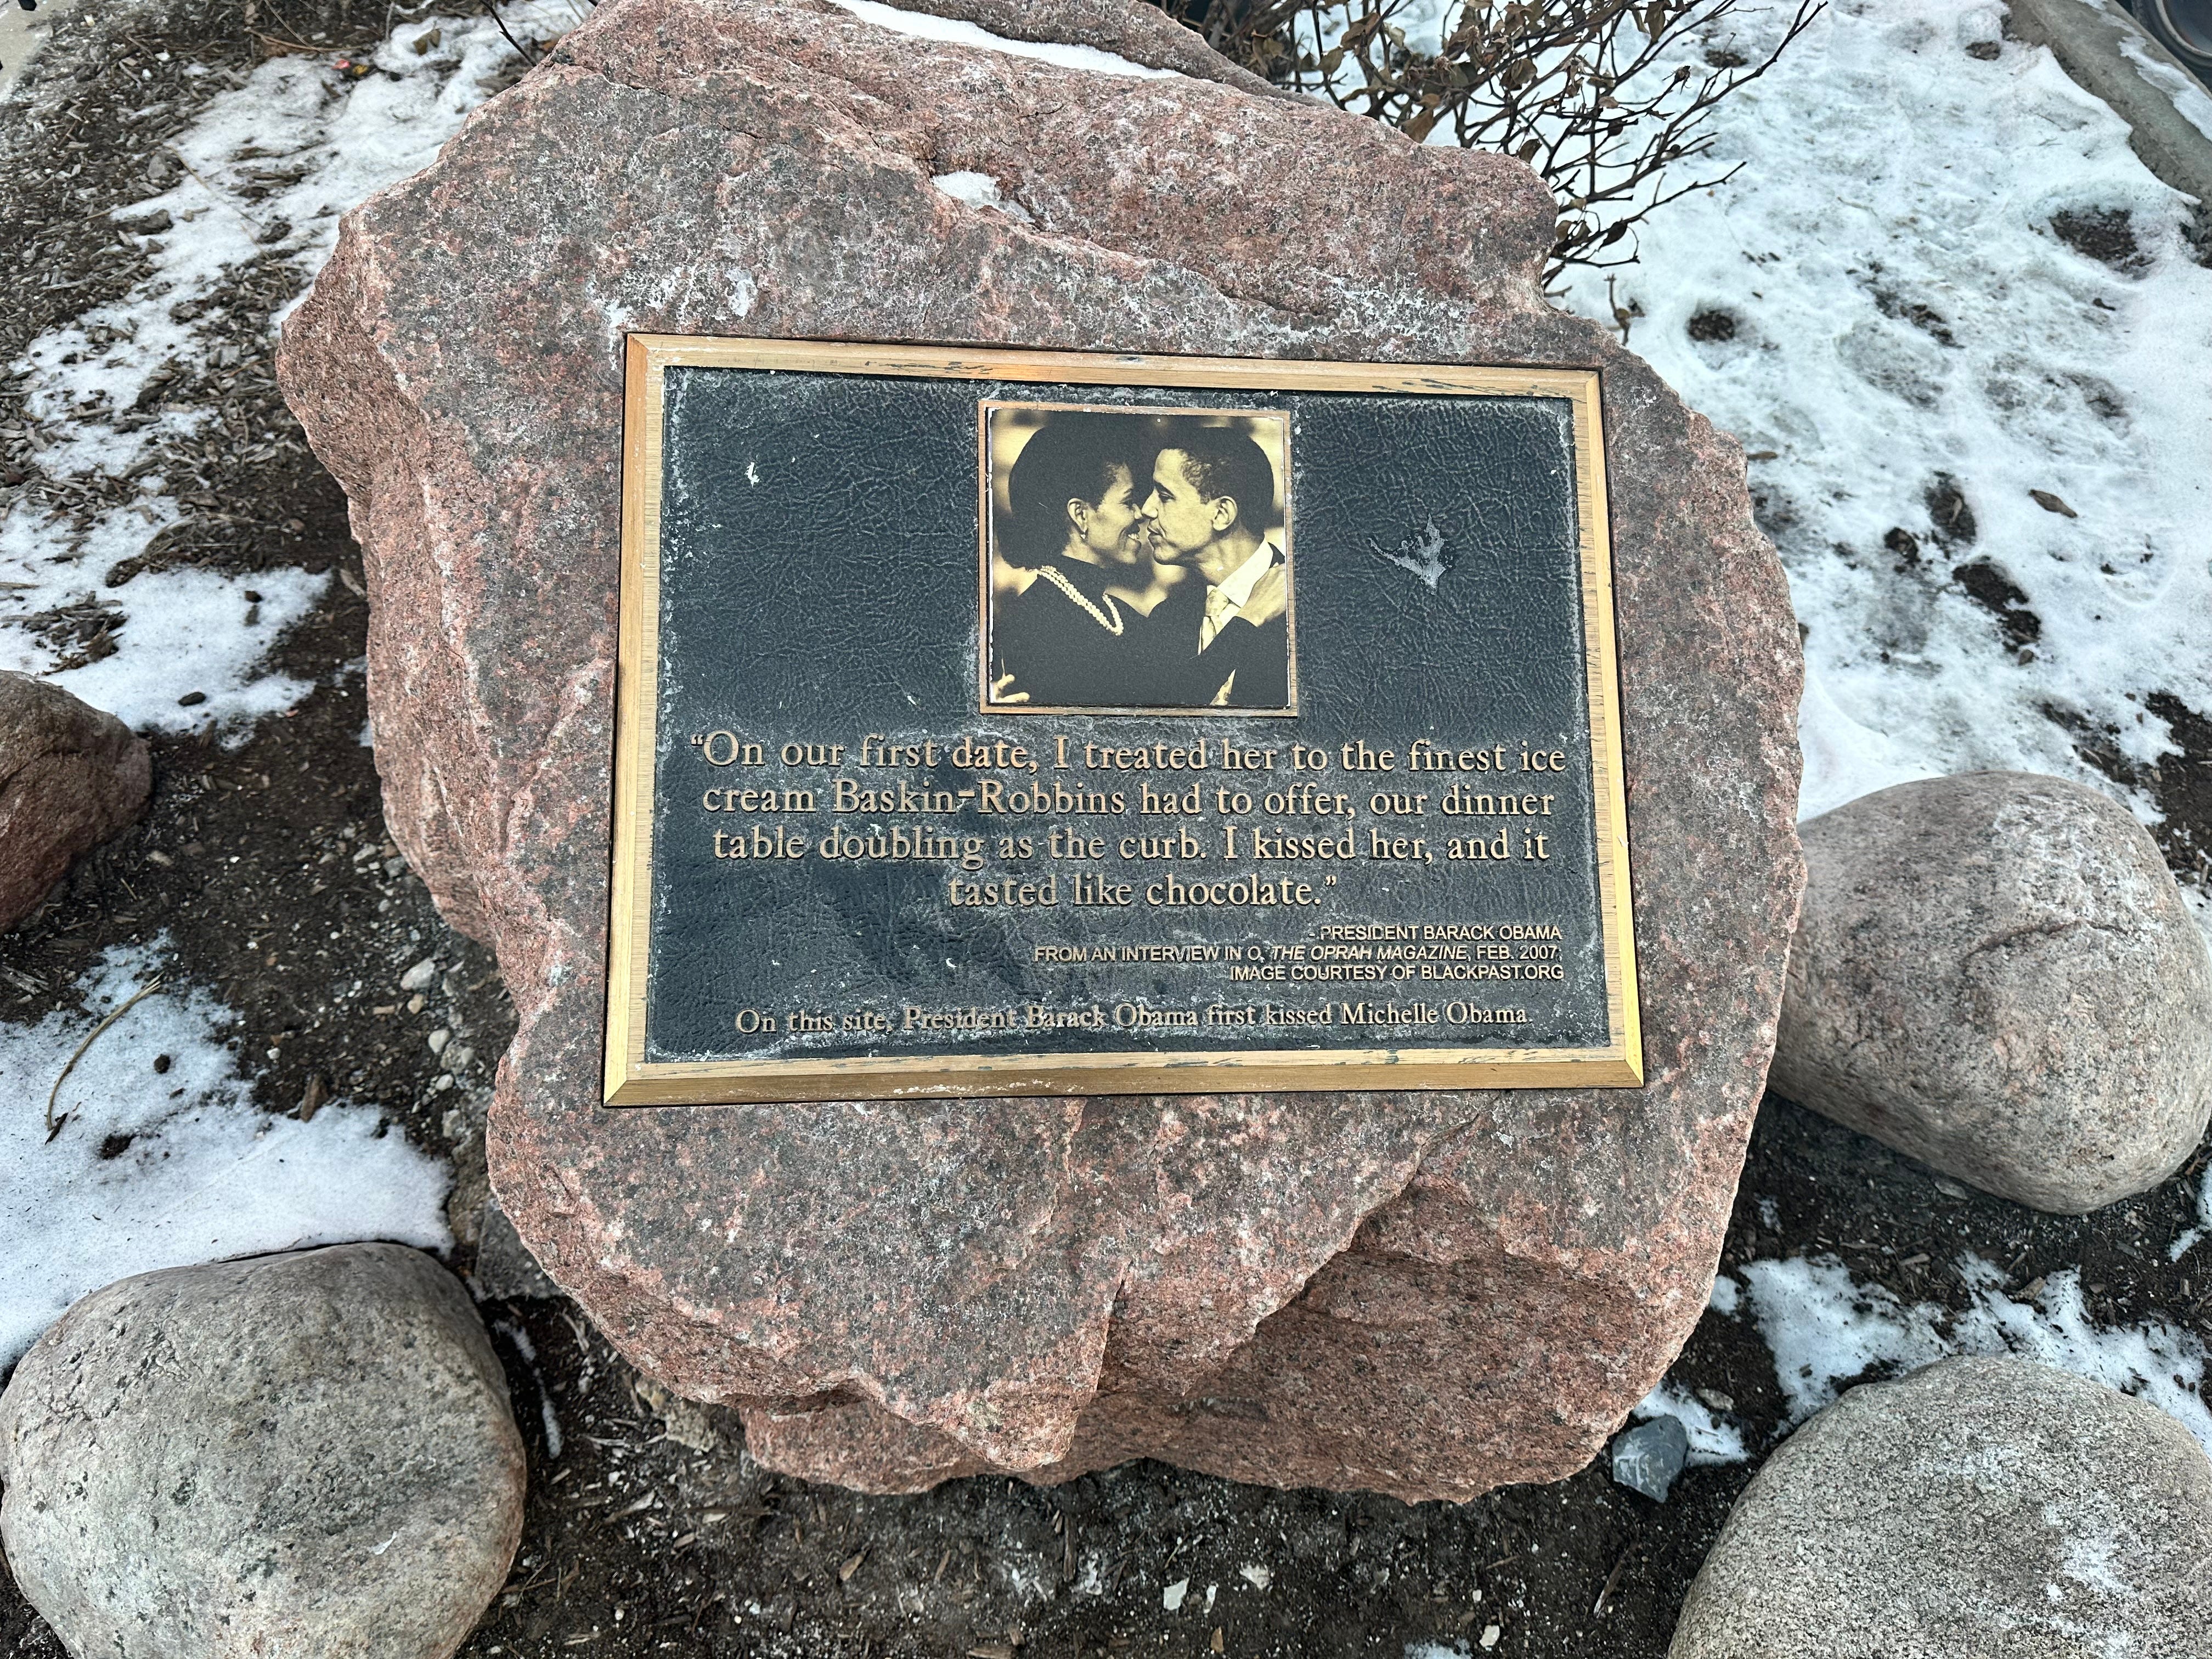 “On our first date, I treated her to the finest ice
cream Baskin-Robbins had to offer, our dinner
table doubling as the curb. I kissed her, and it
tasted like chocolate.”
- PRESIDENT BARACK OBAMA
FROM AN INTERVIEW IN O, THE OPRAH MAGAZINE, FEB. 2007,
IMAGE COURTESY OF BLACKPAST.ORG
On this site, President Barack Obama first kissed Michelle Obama.